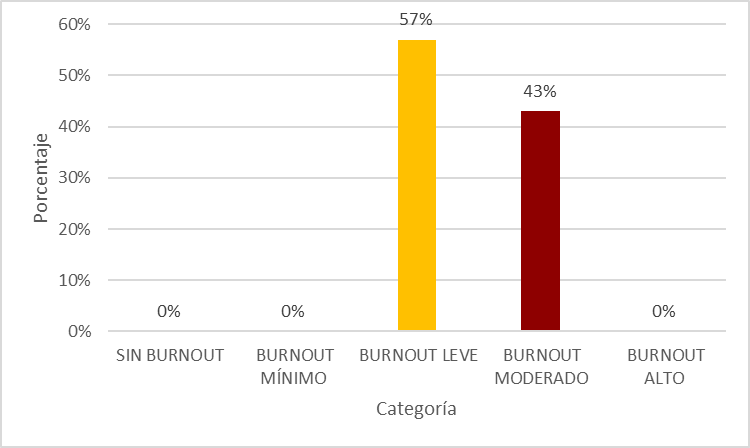 60%
50%
40%
30%
20%
10%
0%
Porcentaje
0%
0%
57%
43%
0%
SIN BURNOUT
BURNOUT
MÍNIMO
BURNOUT LEVE
BURNOUT
MODERADO
BURNOUT
ALTO
Categoría